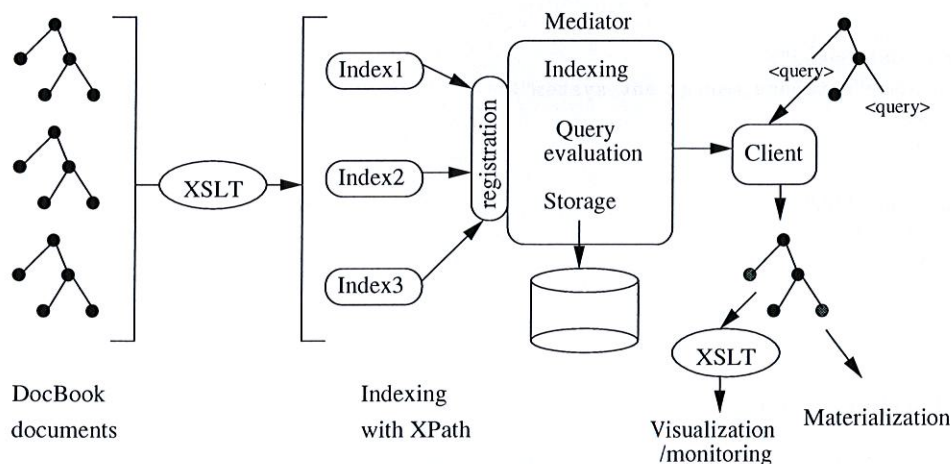 Mediator
Index1
Index2
Index3
registration
Indexing
Query
evaluation
Storage
<query>
<query>
Client
XSLT
XSLT
DocBook
documents
Indexing
with XPath
Visualization
/monitoring
Materialization